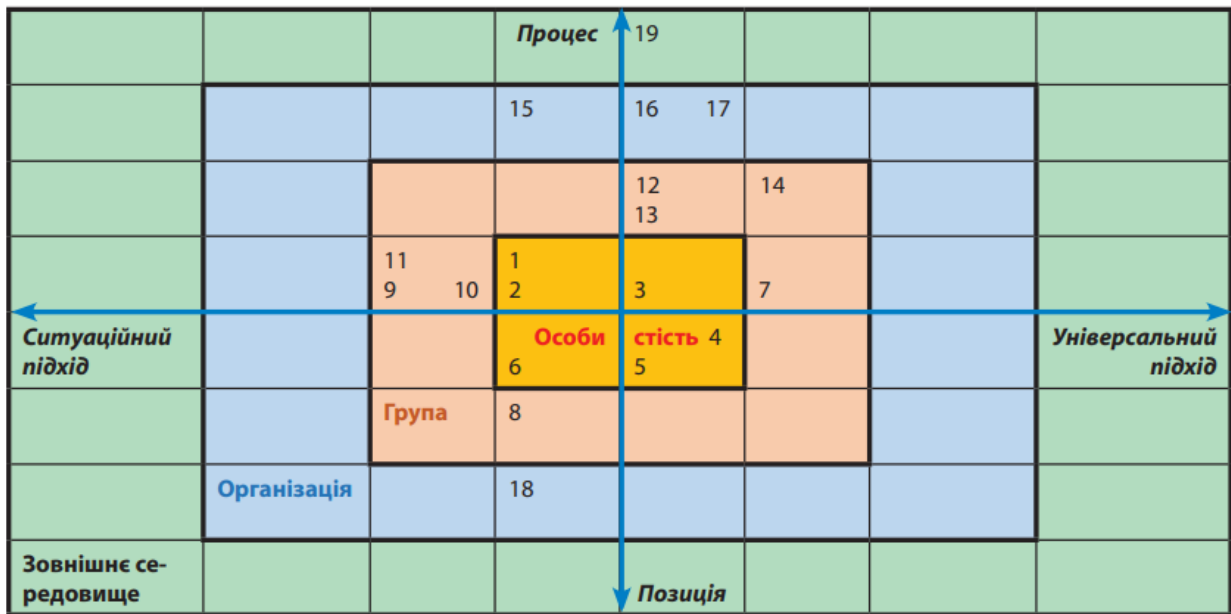 Процес 19
15 16 17
12 14
13
11 1
9 10 2 3 7
Ситуаційний Особи стість 4 Універсальний
підхід 6 5 підхід
Група 8
Організація 18
Зовнішнє се-
редовище Позиція